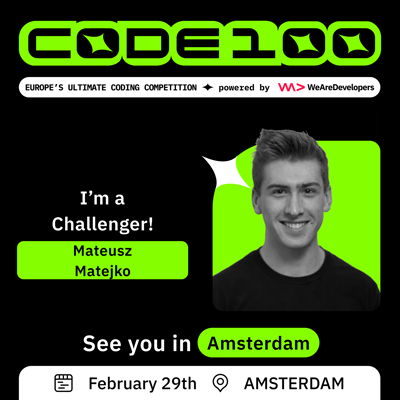 CODE100
EUROPE'S ULTIMATE CODING COMPETITION ✦ powered by WeAreDevelopers
I'm a
Challenger!
Mateusz
Matejko
See you in Amsterdam
February 29th AMSTERDAM